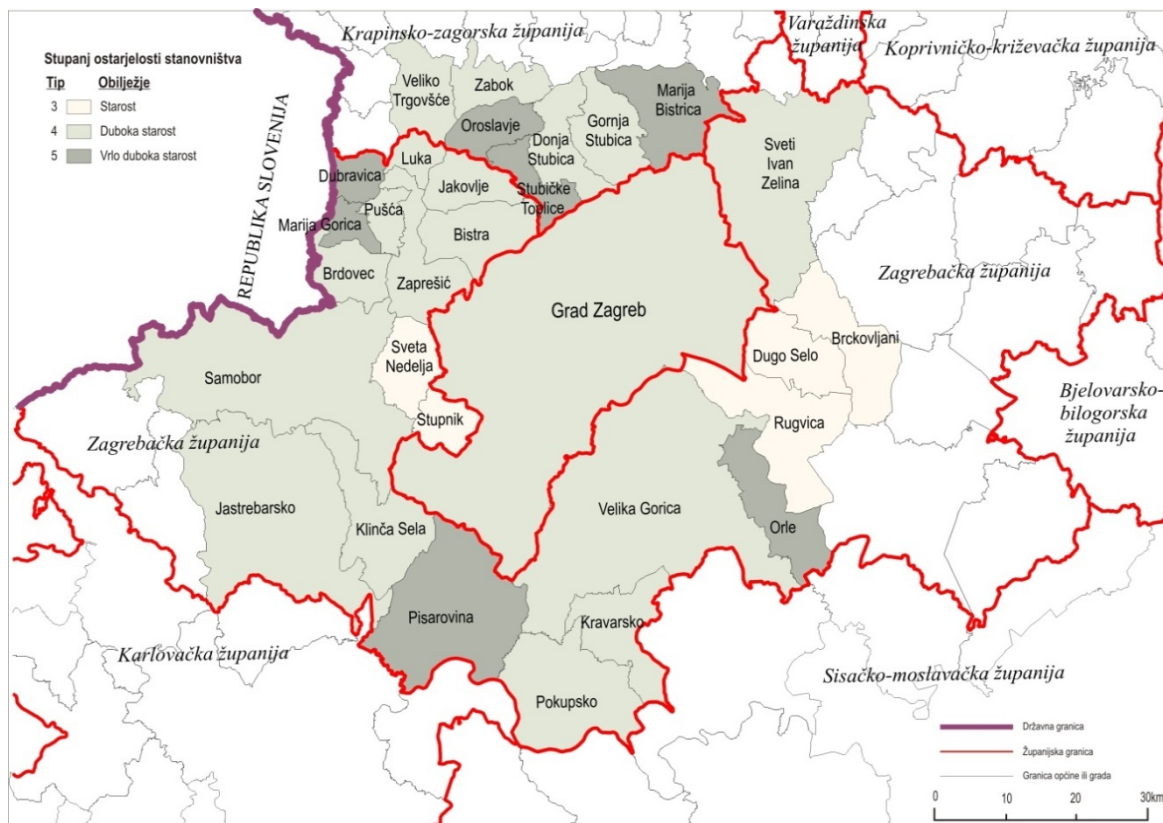 Krapinsko-zagorska županija
Varaždinska
županija
Koprivničko-križevačka županija
Stupanj ostarjelosti stanovništva
Tip Obilježje
3 Starost
4 Duboka starost
5 Vrlo duboka starost
REPUBLIKA SLOVENIJA
Veliko
Trgovšće
Zabok
Marija
Bistrica
Oroslavje
Gornja
Stubica
Donja
Stubica
Sveti
Ivan
Zelina
Luka
Dubravica
Jakovlje
Stubičke
Toplice
Pušća
Marija Gorica
Bistra
Brdovec
Zaprešić
Zagrebačka županija
Grad Zagreb
Sveta
Nedelja
Dugo Selo
Brckovljani
Samobor
Stupnik
Rugvica
Bjelovarsko-
bilogorska
županija
Zagrebačka županija
Jastrebarsko
Klinča Sela
Velika Gorica
Orle
Pisarovina
Kravarsko
Karlovačka županija
Sisačko-moslavačka županija
Pokupsko
Državna granica
Županijska granica
Granica općine ili grada
0 10 20 30km